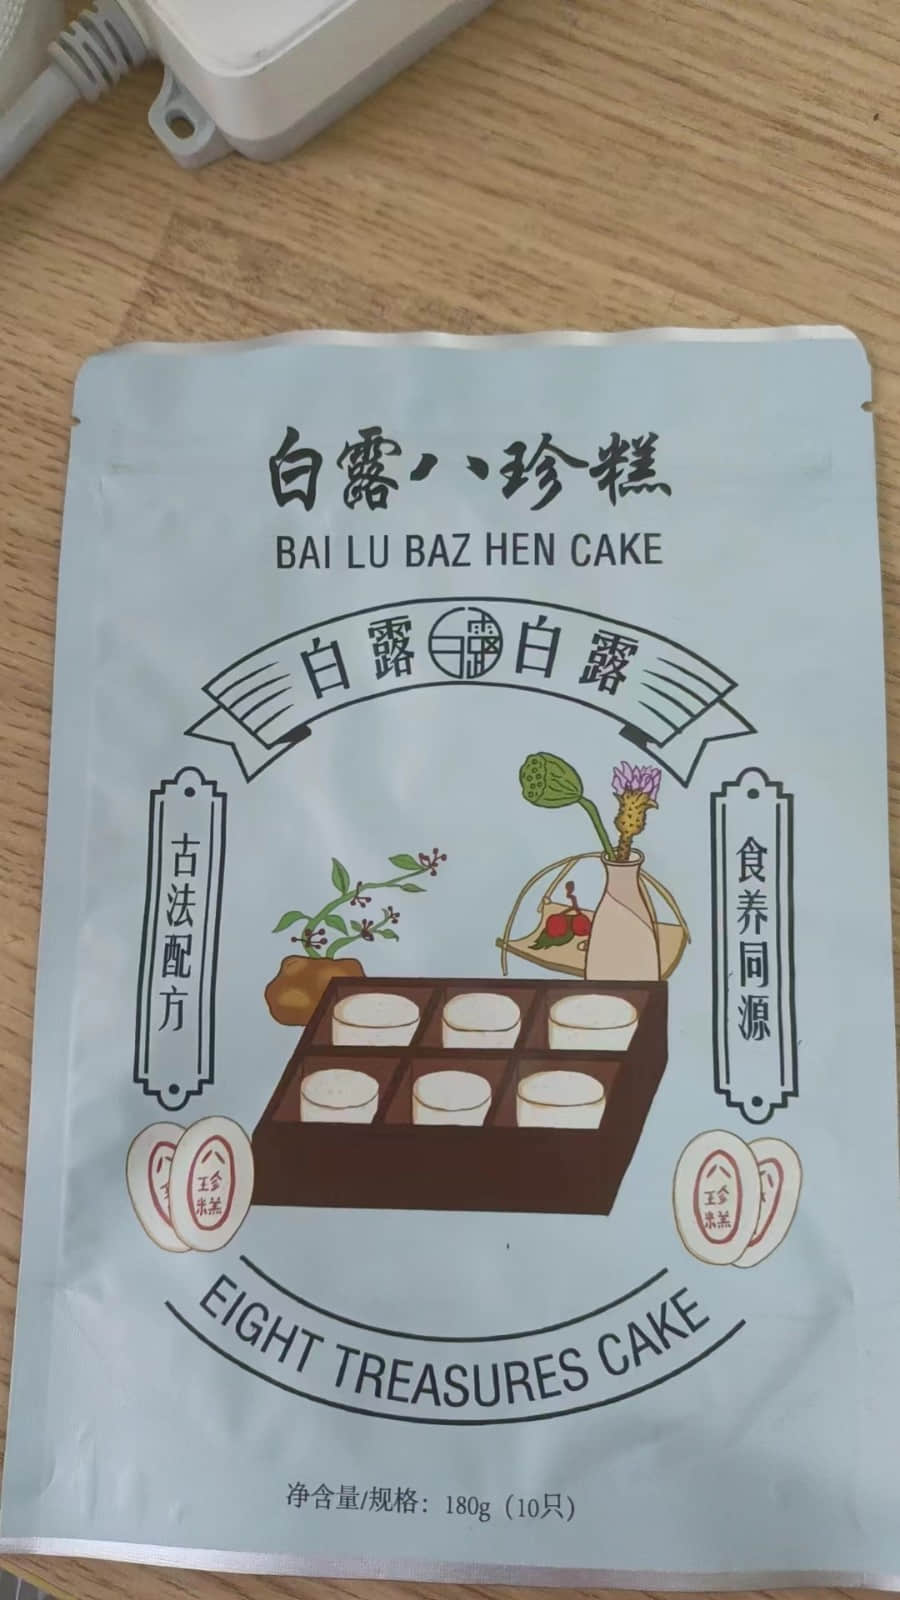 白露八珍糕
BAI LU BAZ HEN CAKE
白露 白露 白露
古法配方
食养同源
八珍糕
八珍糕
EIGHT TREASURES CAKE
净含量/规格：180g（10只）